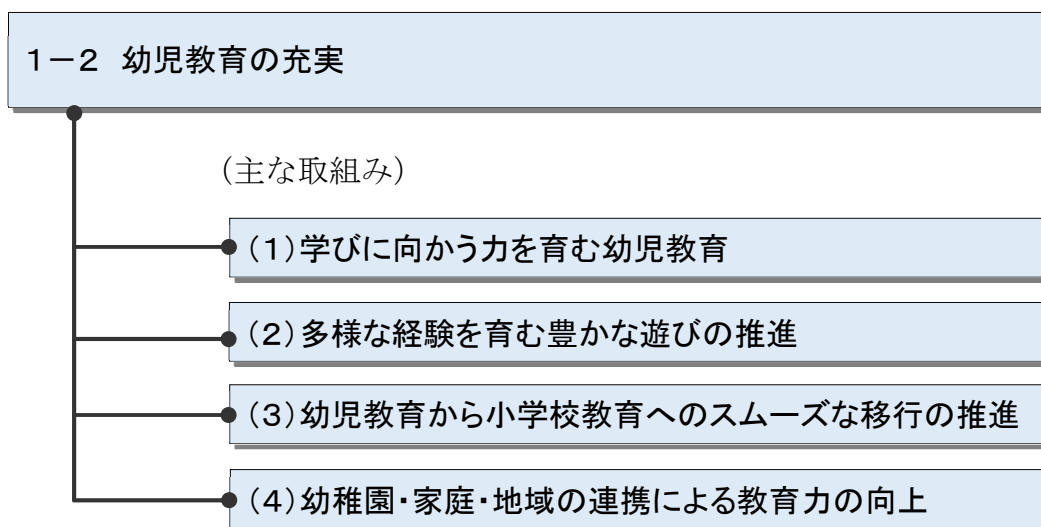 1-2 幼児教育の充実
(主な取組み)
(1)学びに向かう力を育む幼児教育
(2)多様な経験を育む豊かな遊びの推進
(3)幼児教育から小学校教育へのスムーズな移行の推進
(4)幼稚園・家庭・地域の連携による教育力の向上